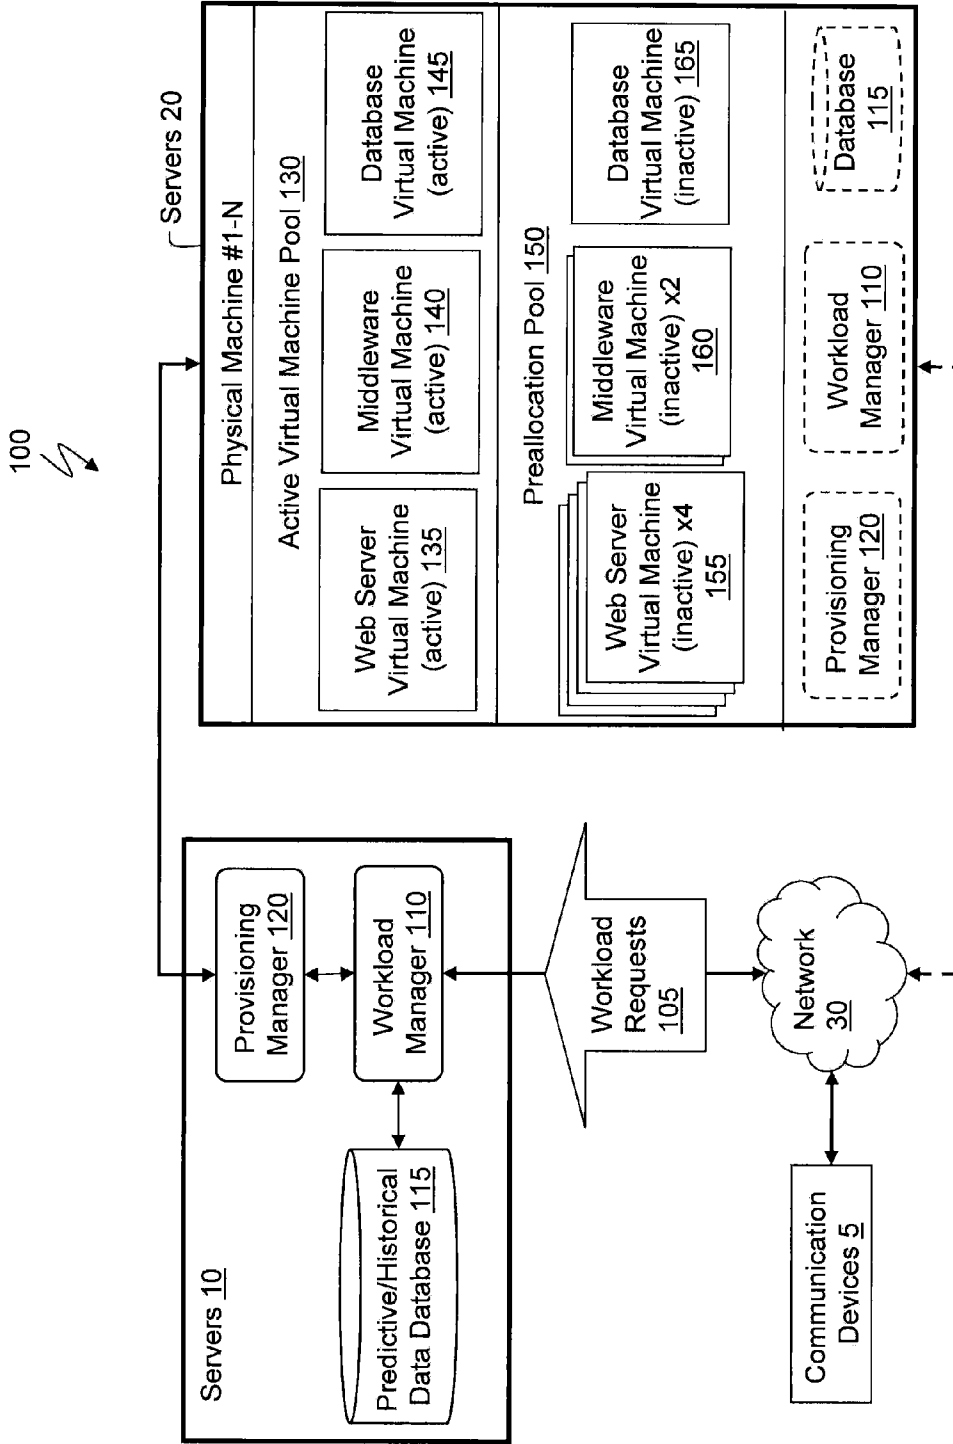 100
Servers 10
Provisioning
Manager 120
Workload
Manager 110
Predictive/Historical
Data Database 115
Workload
Requests
105
Network
30
Communication
Devices 5
Servers 20
Physical Machine #1-N
Active Virtual Machine Pool 130
Web Server
Virtual Machine
(active) 135
Middleware
Virtual Machine
(active) 140
Database
Virtual Machine
(active) 145
Preallocation Pool 150
Web Server
Virtual Machine
(inactive) x4
155
Middleware
Virtual Machine
(inactive) x2
160
Database
Virtual Machine
(inactive) 165
Provisioning
Manager 120
Workload
Manager 110
Database
115